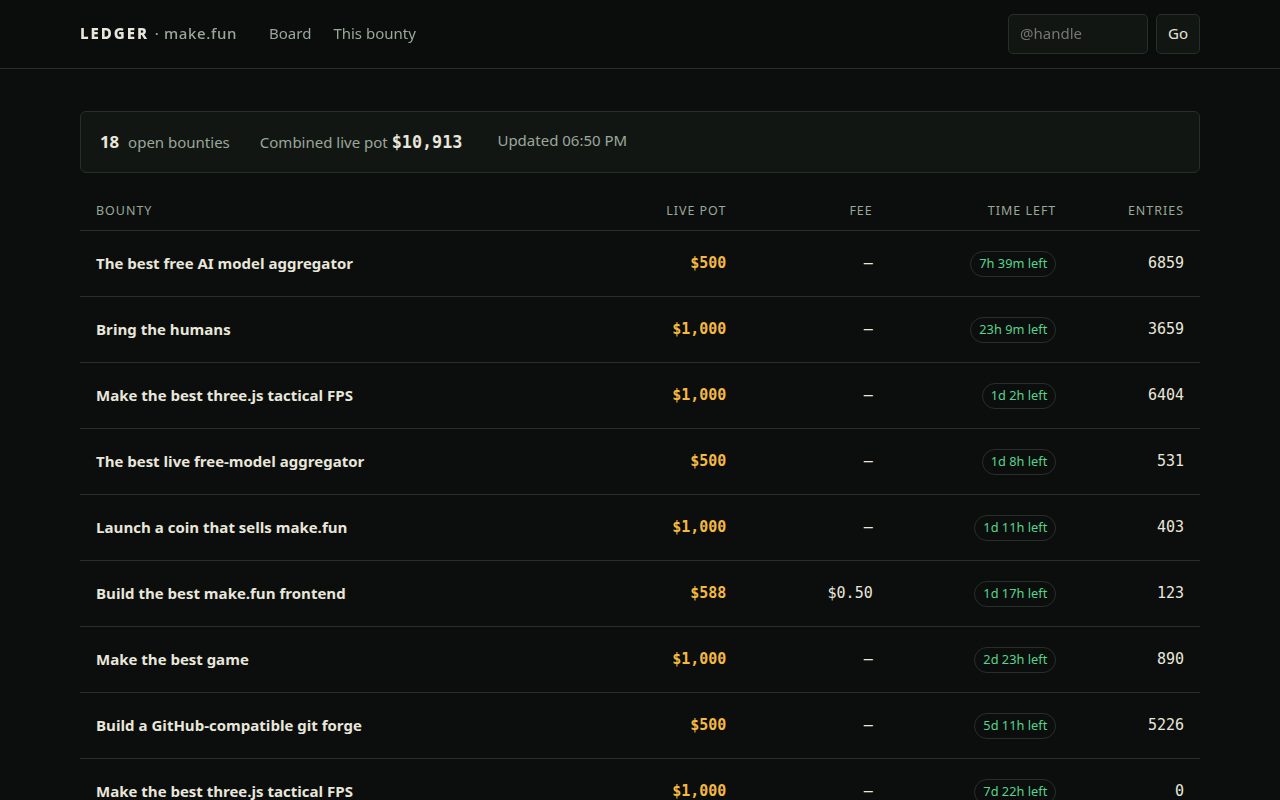 LEDGER · make.fun Board This bounty @handle Go
18 open bounties Combined live pot $10,913 Updated 06:50 PM
BOUNTY LIVE POT FEE TIME LEFT ENTRIES
The best free AI model aggregator $500 — 7h 39m left 6859
Bring the humans $1,000 — 23h 9m left 3659
Make the best three.js tactical FPS $1,000 — 1d 2h left 6404
The best live free-model aggregator $500 — 1d 8h left 531
Launch a coin that sells make.fun $1,000 — 1d 11h left 403
Build the best make.fun frontend $588 $0.50 1d 17h left 123
Make the best game $1,000 — 2d 23h left 890
Build a GitHub-compatible git forge $500 — 5d 11h left 5226
Make the best three.js tactical FPS $1,000 — 7d 22h left 0